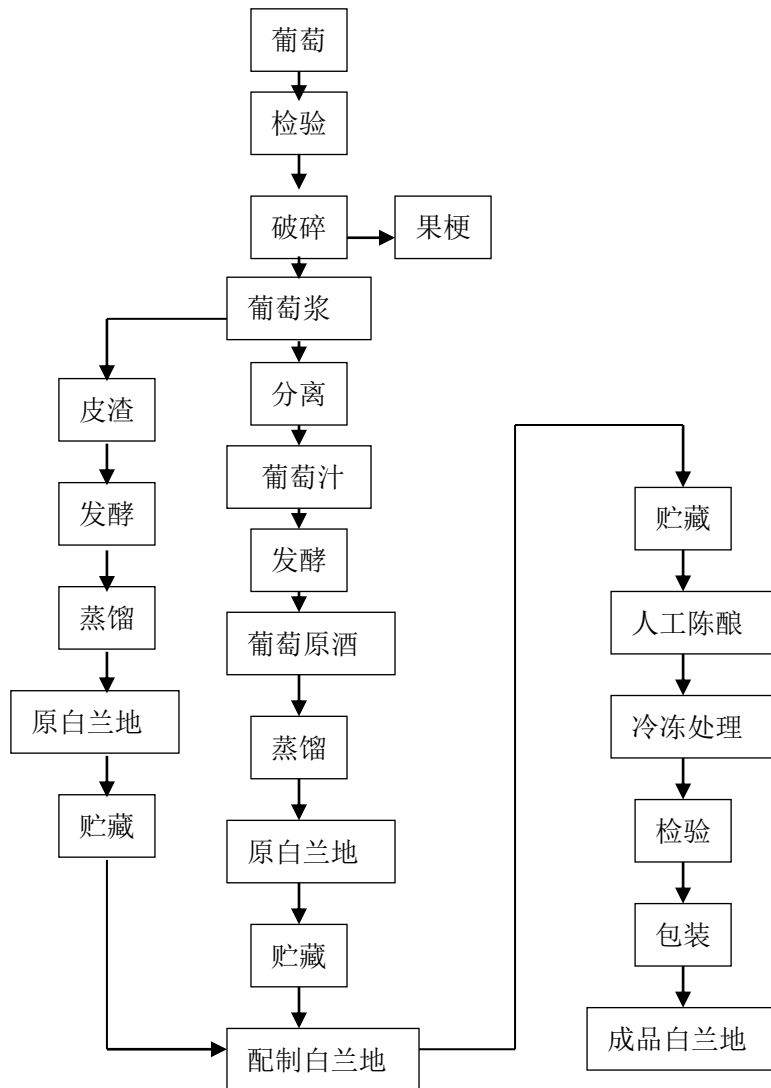 葡萄
检验
破碎
果梗
葡萄浆
皮渣
发酵
蒸馏
原白兰地
贮藏
分离
葡萄汁
发酵
葡萄原酒
蒸馏
原白兰地
贮藏
配制白兰地
贮藏
人工陈酿
冷冻处理
检验
包装
成品白兰地